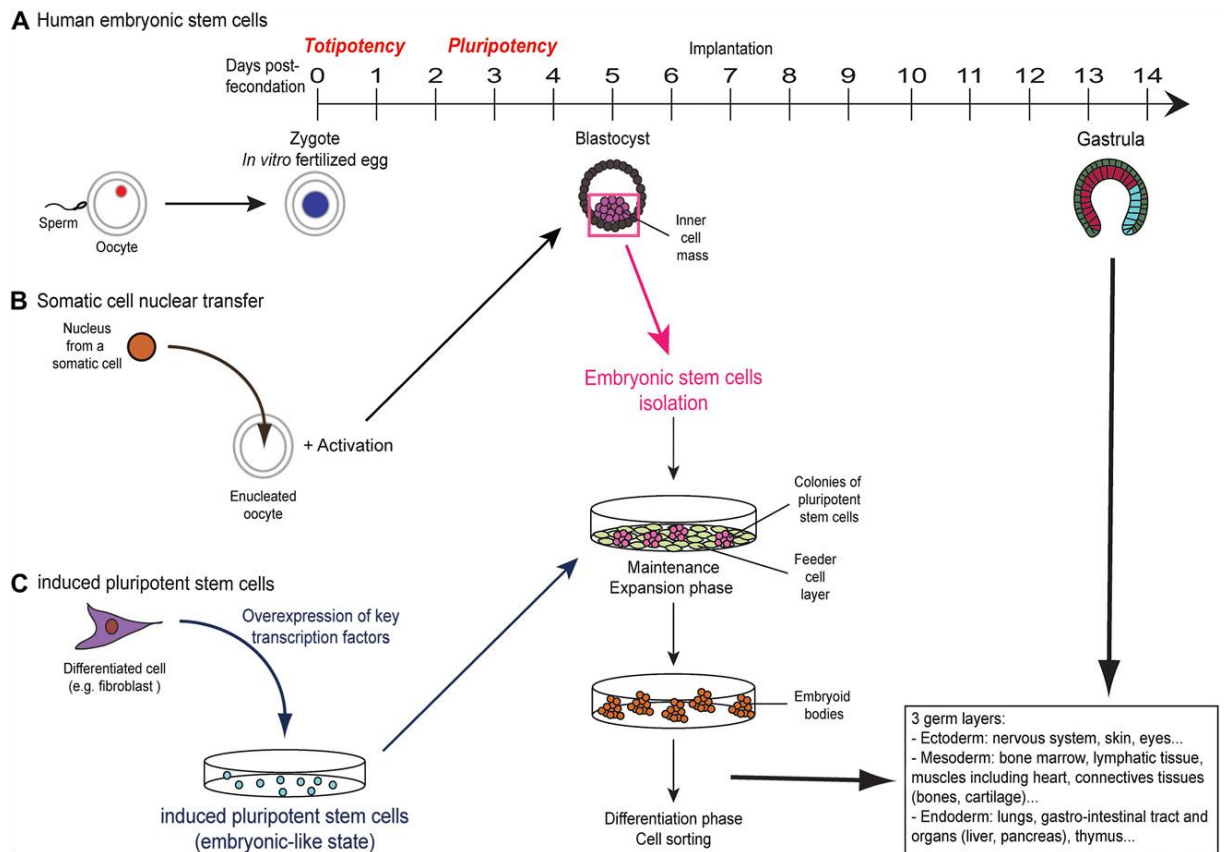 A Human embryonic stem cells
Totipotency Pluripotency Implantation
Days post-
fecondation
0 1 2 3 4 5 6 7 8 9 10 11 12 13 14
Zygote
In vitro fertilized egg
Blastocyst
Gastrula
Sperm
Oocyte
Inner
cell
mass
B Somatic cell nuclear transfer
Nucleus
from a
somatic cell
+ Activation
Enucleated
oocyte
Embryonic stem cells
isolation
Colonies of
pluripotent
stem cells
Feeder
cell
layer
Maintenance
Expansion phase
C induced pluripotent stem cells
Overexpression of key
transcription factors
Differentiated cell
(e.g. fibroblast )
induced pluripotent stem cells
(embryonic-like state)
Embryoid
bodies
Differentiation phase
Cell sorting
3 germ layers:
- Ectoderm: nervous system, skin, eyes...
- Mesoderm: bone marrow, lymphatic tissue,
muscles including heart, connectives tissues
(bones, cartilage)...
- Endoderm: lungs, gastro-intestinal tract and
organs (liver, pancreas), thymus...